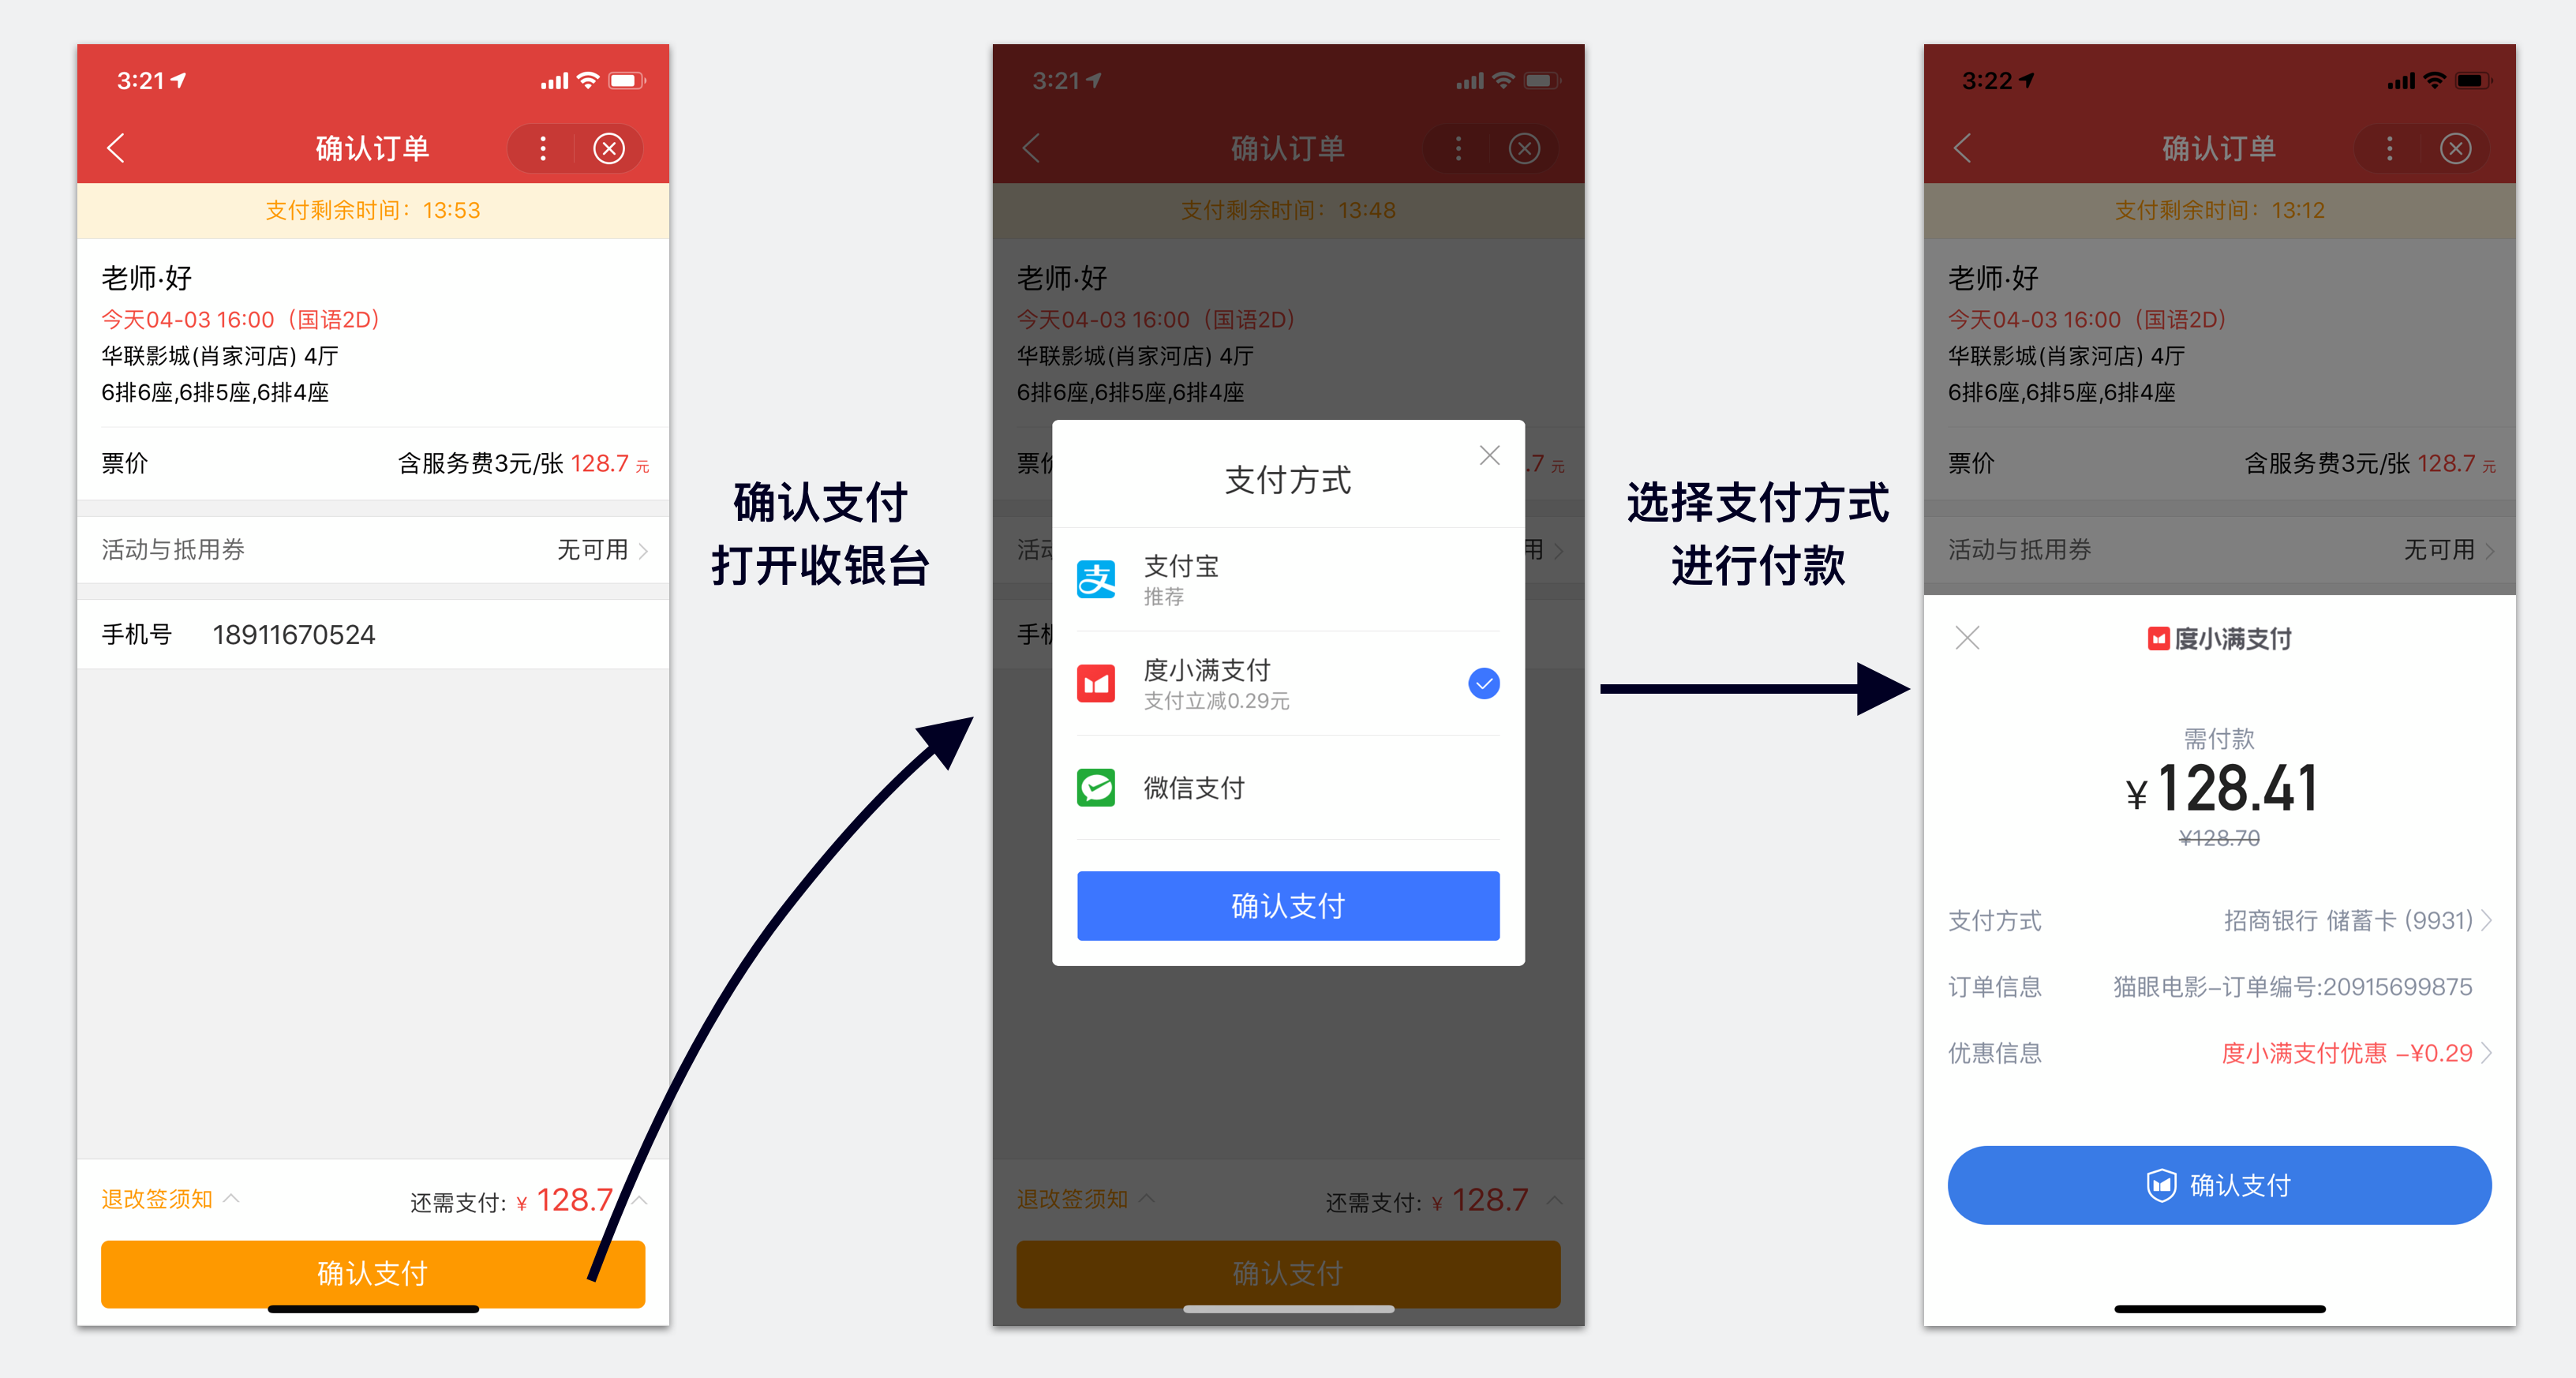 3:21
确认订单
支付剩余时间：13:53
老师·好
今天04-03 16:00（国语2D）
华联影城(肖家河店) 4厅
6排6座,6排5座,6排4座
票价 含服务费3元/张 128.7 元
活动与抵用券 无可用
手机号 18911670524
退改签须知 还需支付: ¥ 128.7
确认支付
确认支付
打开收银台
3:21
确认订单
支付剩余时间：13:48
老师·好
今天04-03 16:00（国语2D）
华联影城(肖家河店) 4厅
6排6座,6排5座,6排4座
票价 .7 元
活 用
手
支付方式
支付宝
推荐
度小满支付
支付立减0.29元
微信支付
确认支付
退改签须知 还需支付: ¥ 128.7
确认支付
选择支付方式
进行付款
3:22
确认订单
支付剩余时间：13:12
老师·好
今天04-03 16:00（国语2D）
华联影城(肖家河店) 4厅
6排6座,6排5座,6排4座
票价 含服务费3元/张 128.7 元
活动与抵用券 无可用
度小满支付
需付款
¥ 128.41
¥128.70
支付方式 招商银行 储蓄卡 (9931)
订单信息 猫眼电影–订单编号:20915699875
优惠信息 度小满支付优惠 –¥0.29
确认支付